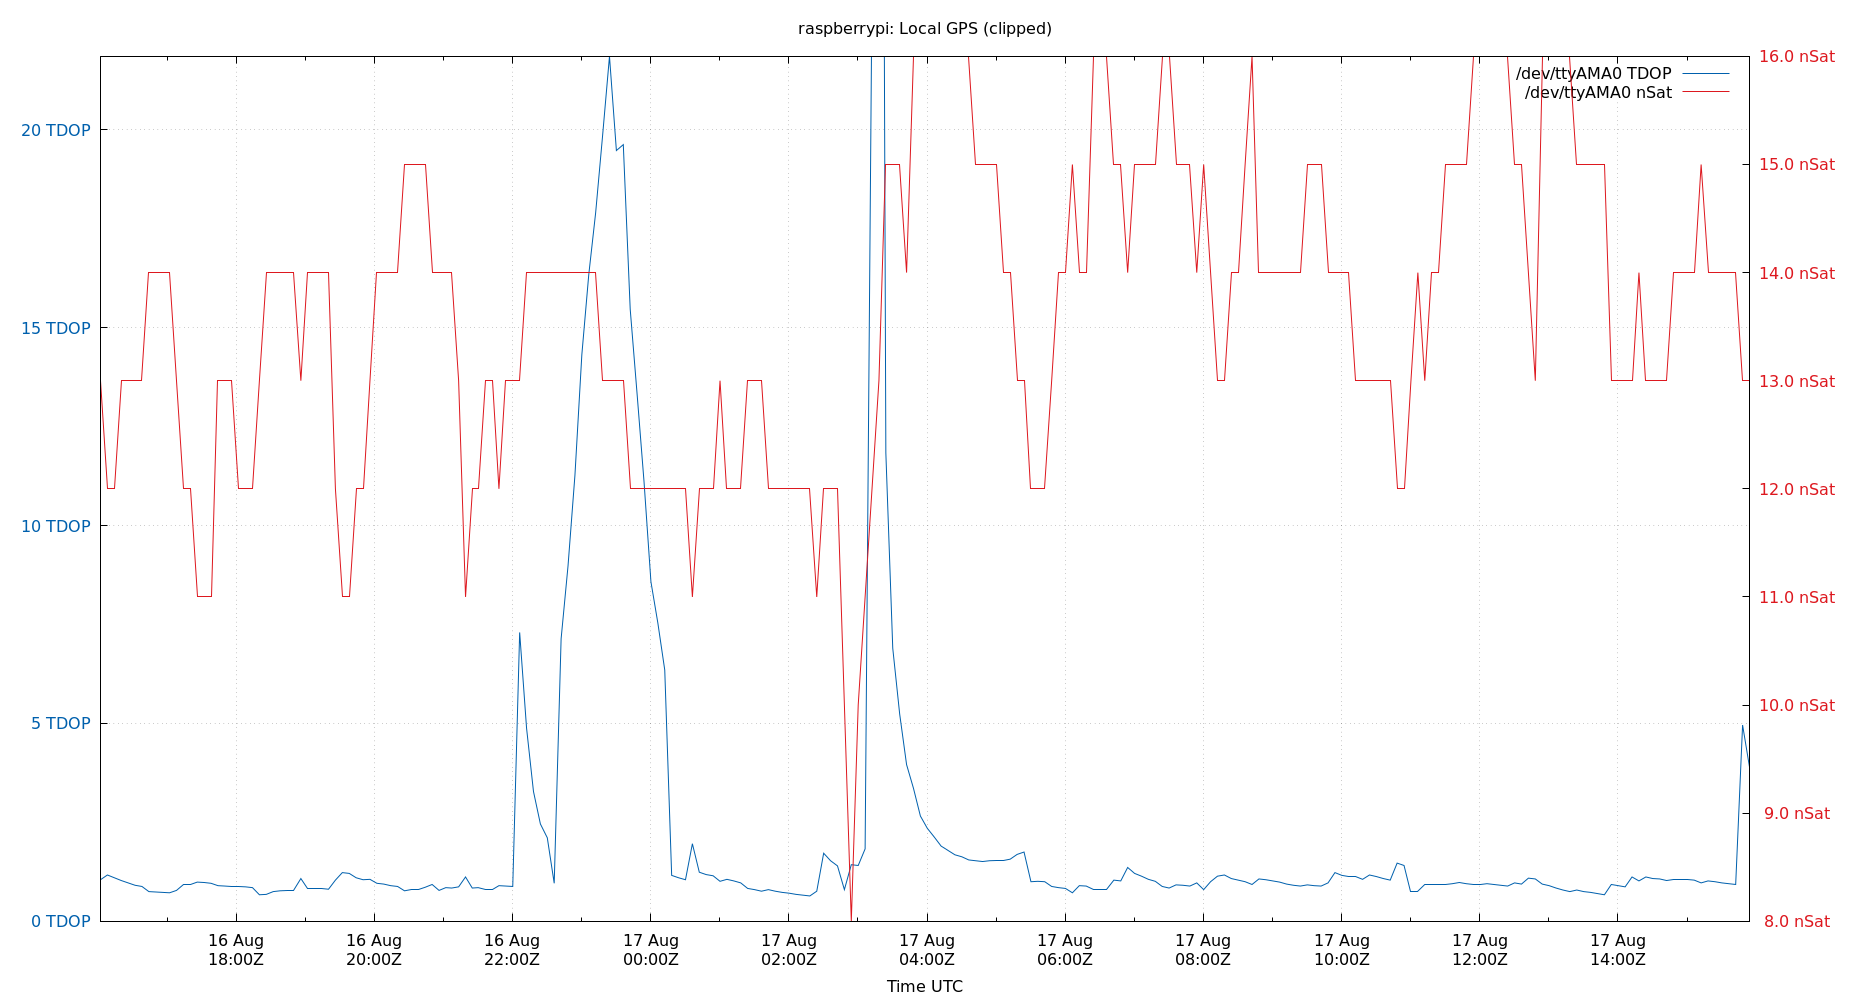 raspberrypi: Local GPS (clipped)
/dev/ttyAMA0 TDOP
/dev/ttyAMA0 nSat
20 TDOP
15 TDOP
10 TDOP
5 TDOP
0 TDOP
16.0 nSat
15.0 nSat
14.0 nSat
13.0 nSat
12.0 nSat
11.0 nSat
10.0 nSat
9.0 nSat
8.0 nSat
16 Aug
18:00Z
16 Aug
20:00Z
16 Aug
22:00Z
17 Aug
00:00Z
17 Aug
02:00Z
17 Aug
04:00Z
17 Aug
06:00Z
17 Aug
08:00Z
17 Aug
10:00Z
17 Aug
12:00Z
17 Aug
14:00Z
Time UTC